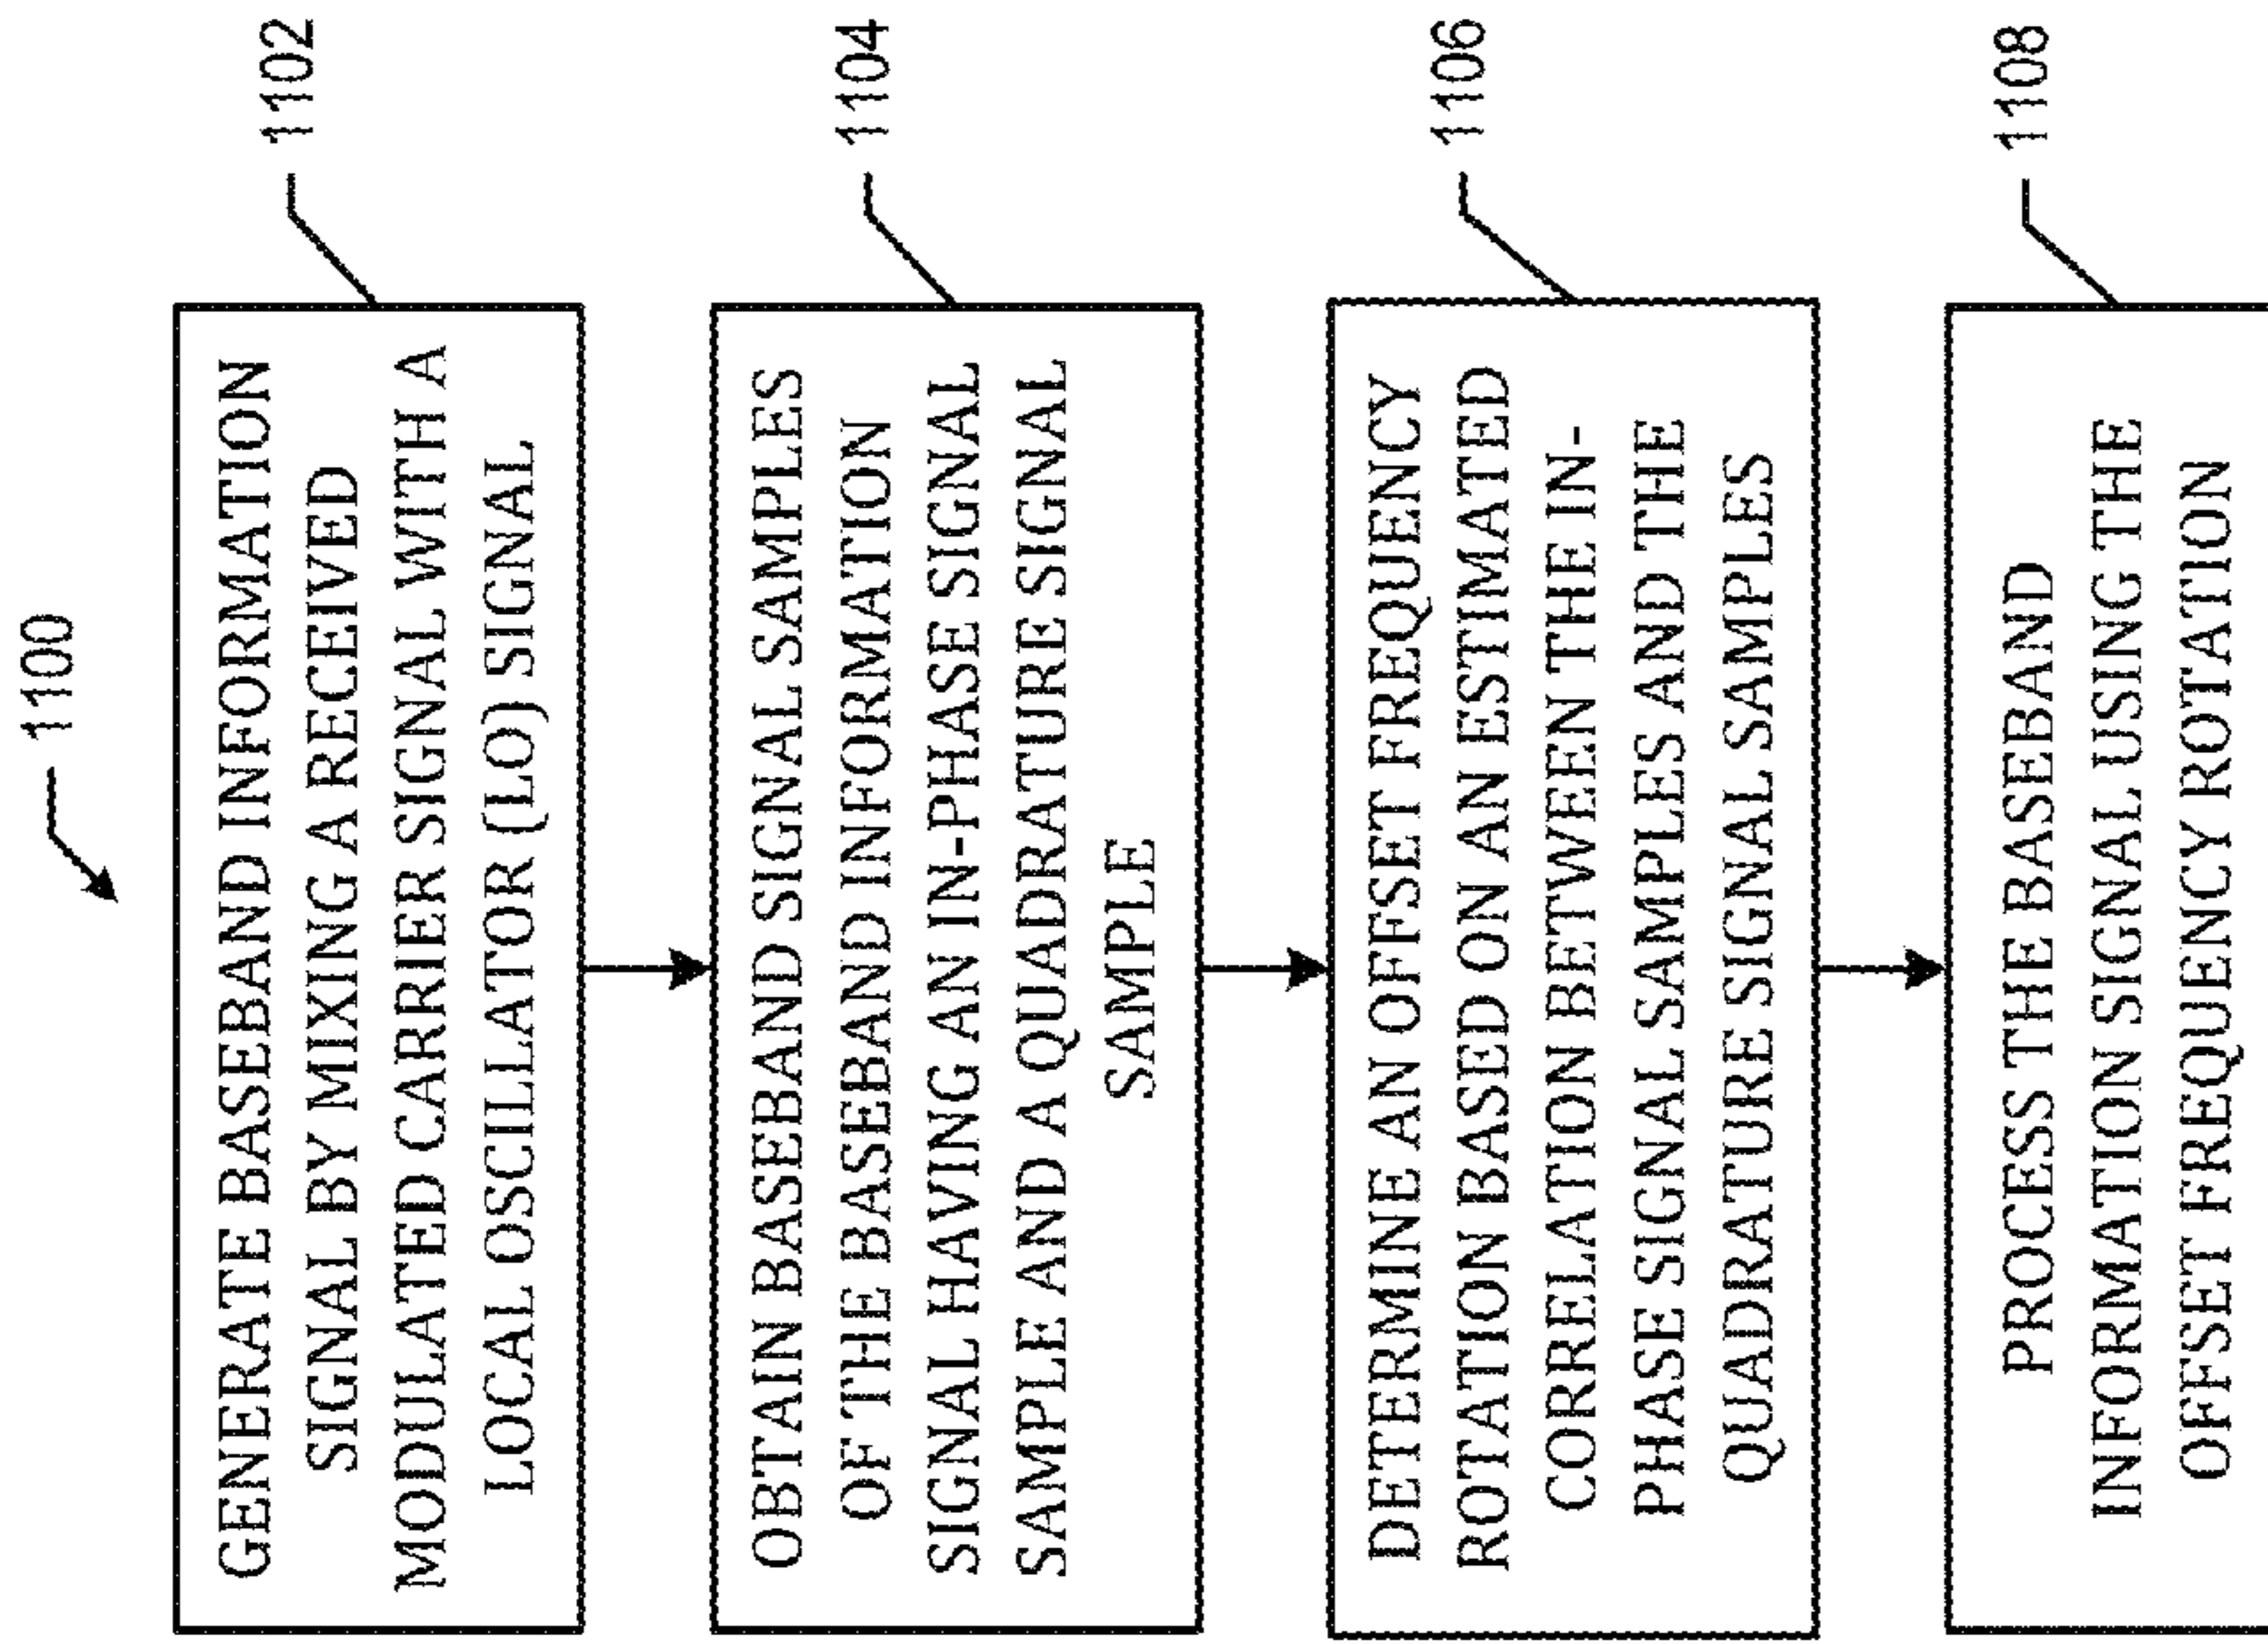 1100
GENERATE BASEBAND INFORMATION
SIGNAL BY MIXING A RECEIVED
MODULATED CARRIER SIGNAL WITH A
LOCAL OSCILLATOR (LO) SIGNAL
1102
OBTAIN BASEBAND SIGNAL SAMPLES
OF THE BASEBAND INFORMATION
SIGNAL HAVING AN IN-PHASE SIGNAL
SAMPLE AND A QUADRATURE SIGNAL
SAMPLE
1104
DETERMINE AN OFFSET FREQUENCY
ROTATION BASED ON AN ESTIMATED
CORRELATION BETWEEN THE IN-
PHASE SIGNAL SAMPLES AND THE
QUADRATURE SIGNAL SAMPLES
1106
PROCESS THE BASEBAND
INFORMATION SIGNAL USING THE
OFFSET FREQUENCY ROTATION
1108